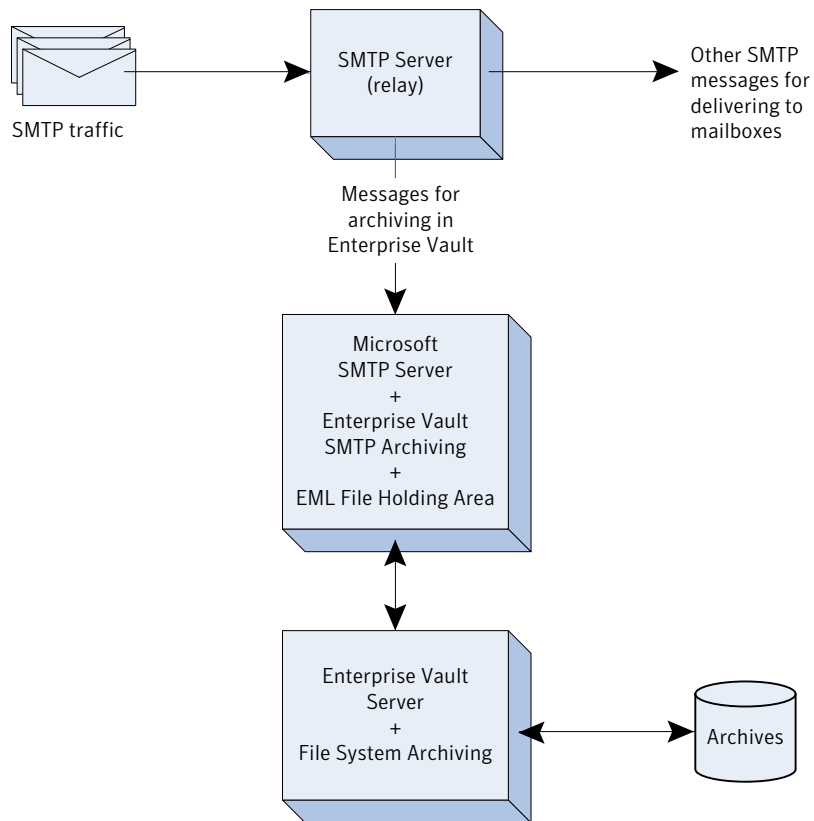 SMTP traffic
SMTP Server
(relay)
Other SMTP
messages for
delivering to
mailboxes
Messages for
archiving in
Enterprise Vault
Microsoft
SMTP Server
+
Enterprise Vault
SMTP Archiving
+
EML File Holding Area
Enterprise Vault
Server
+
File System Archiving
Archives